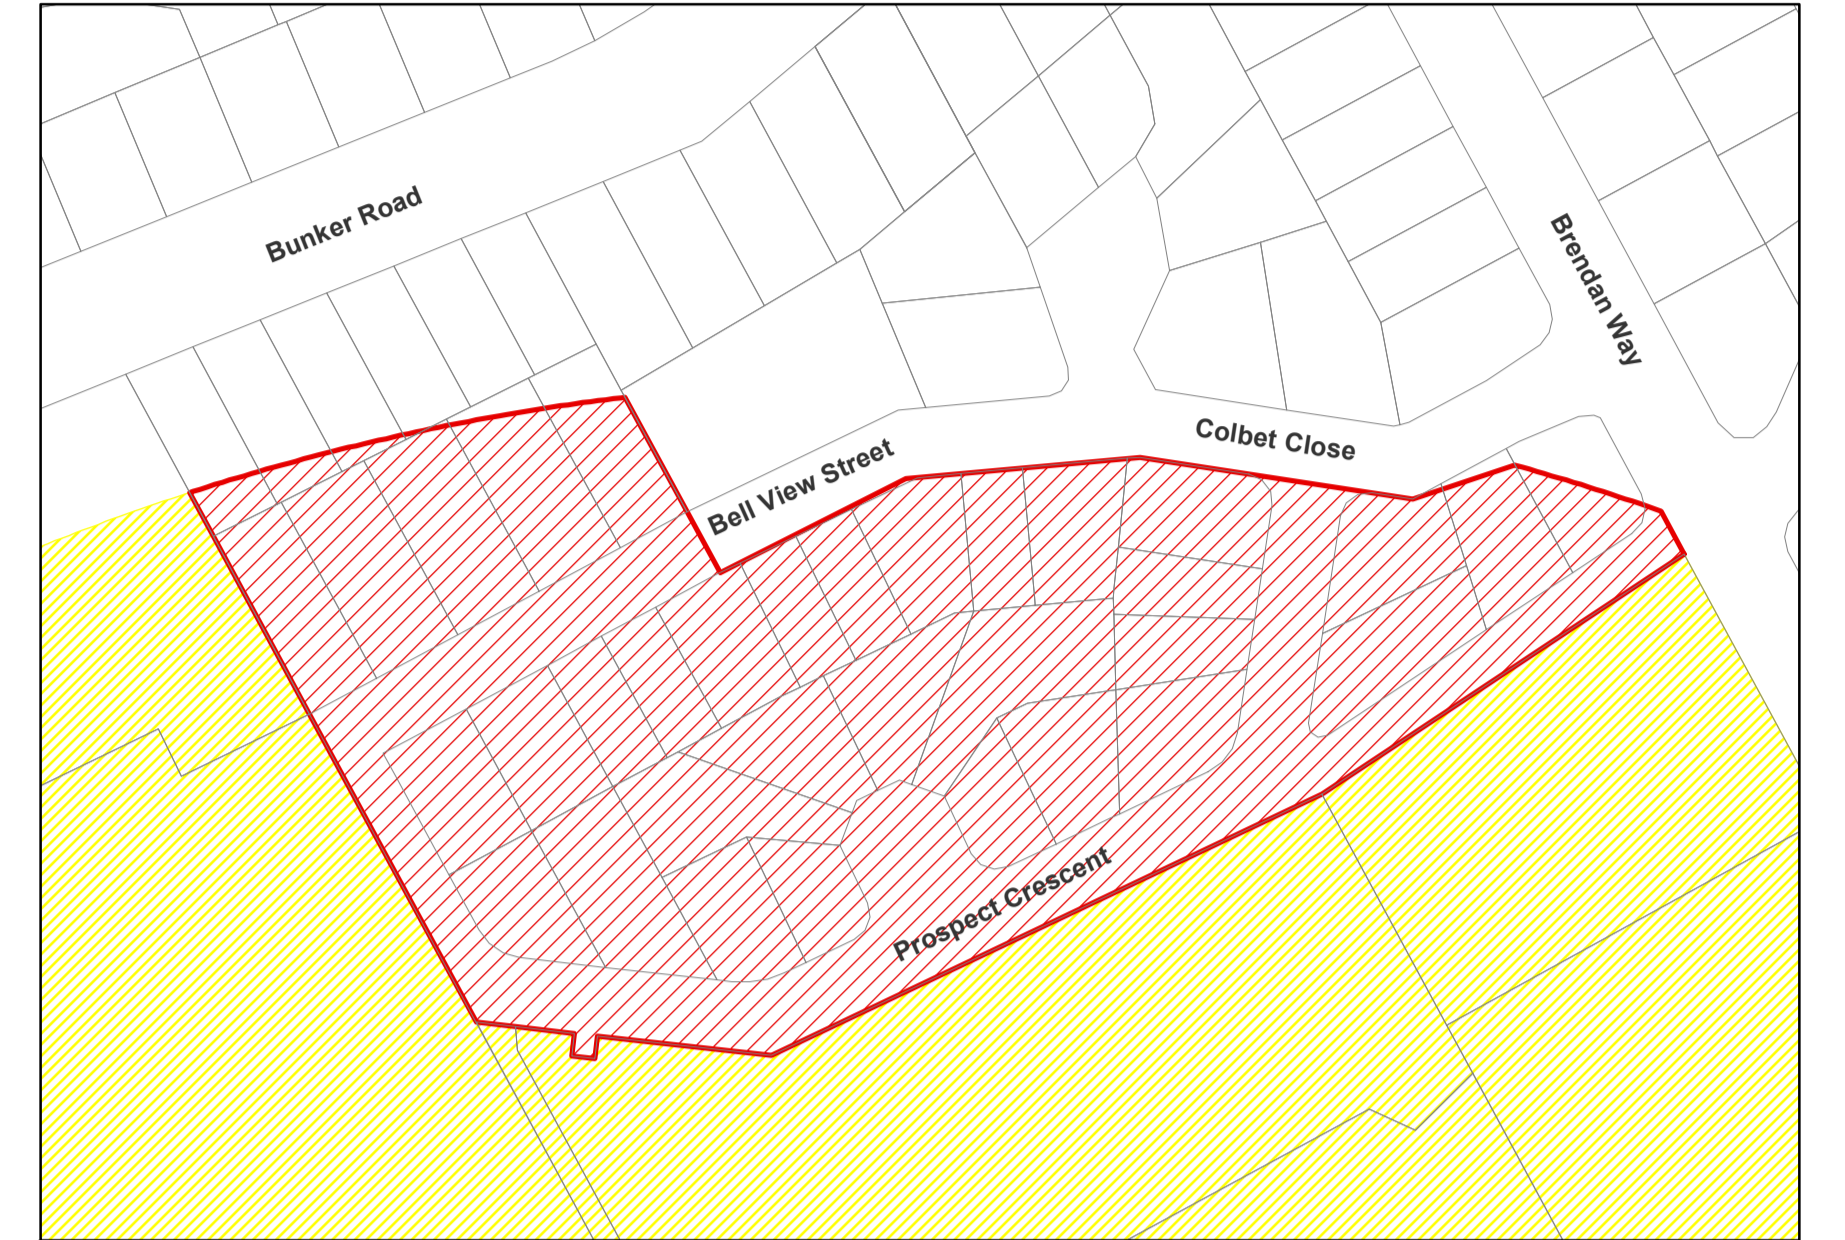 Bunker Road
Brendan Way
Bell View Street
Colbet Close
Prospect Crescent